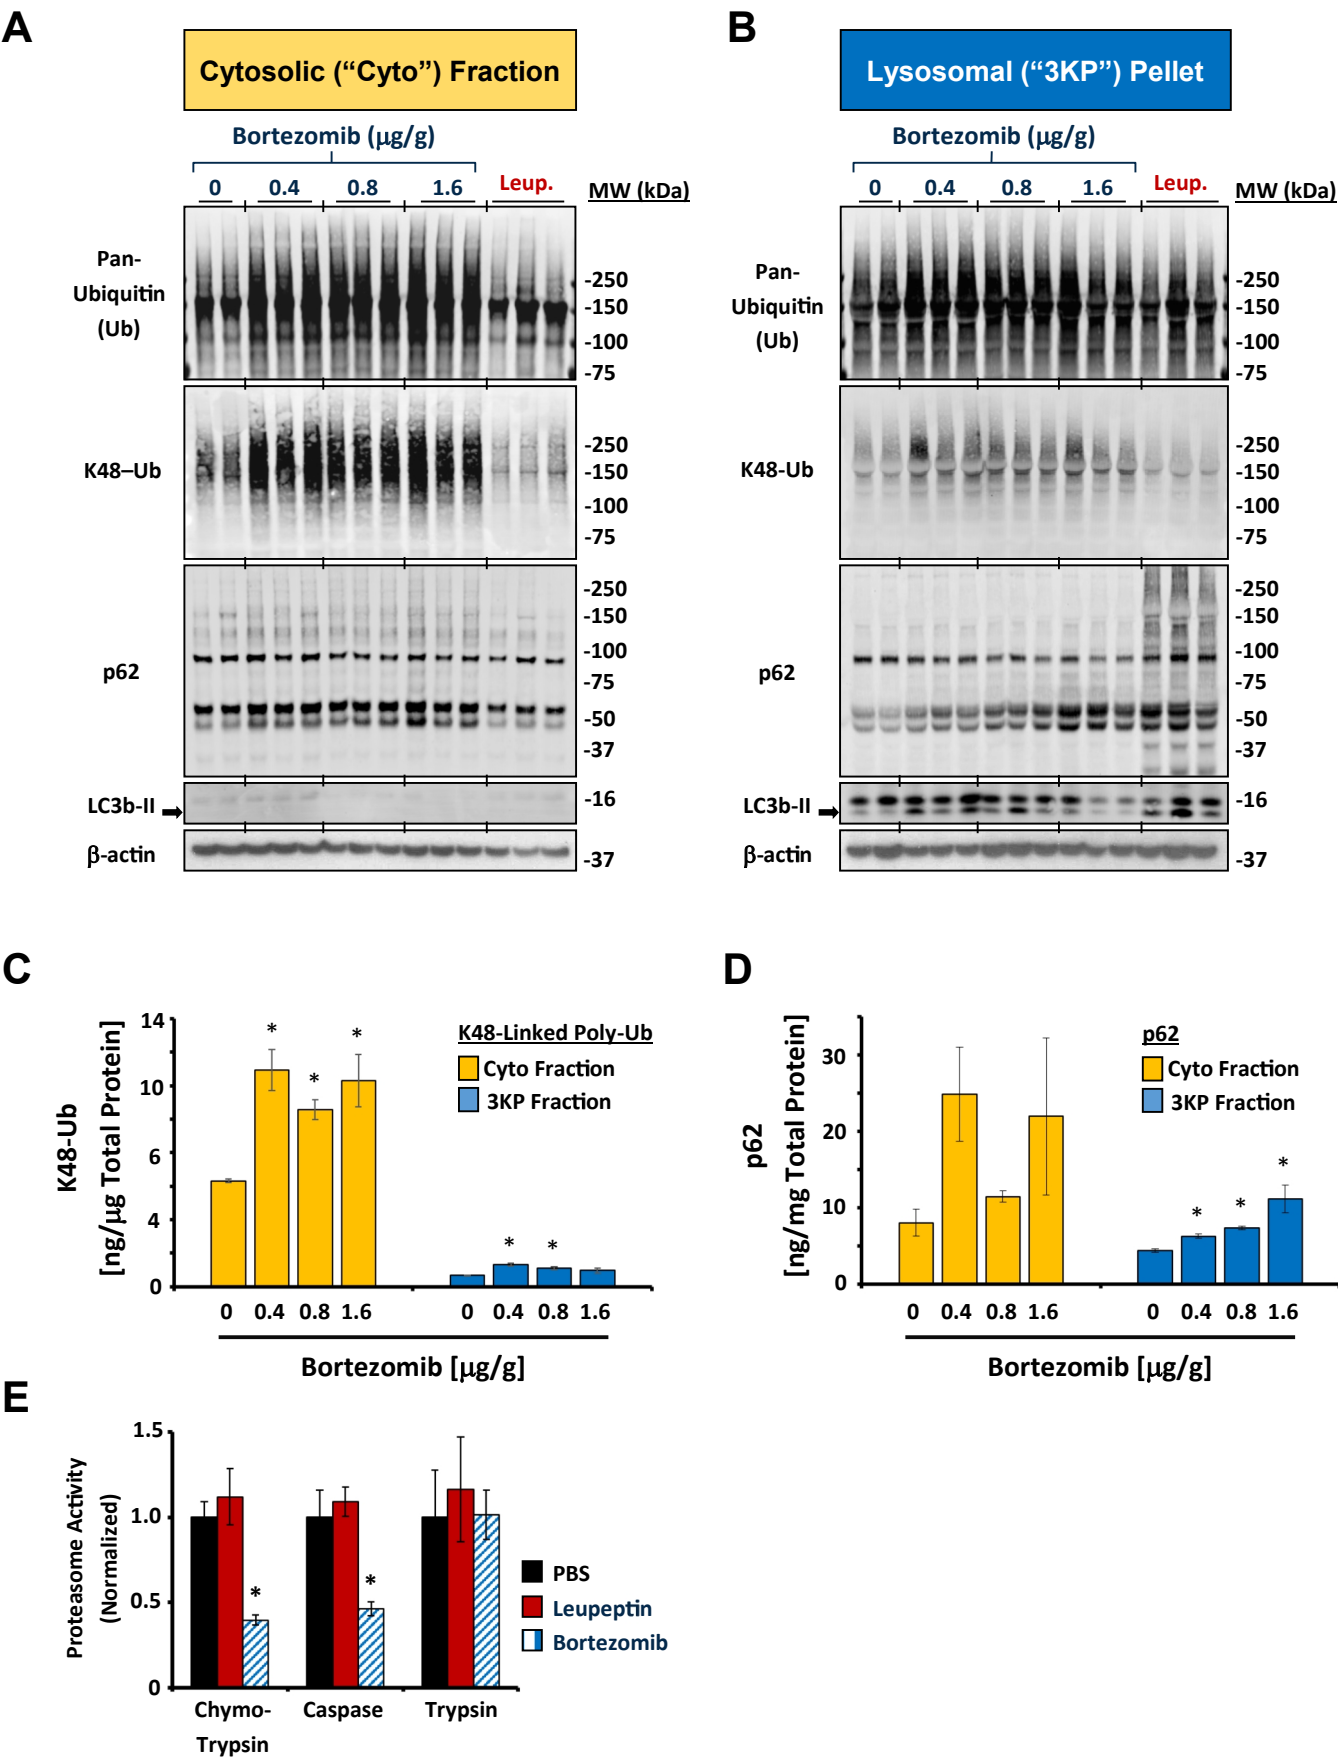 A
Cytosolic (“Cyto”) Fraction
Bortezomib (μg/g)
0 0.4 0.8 1.6 Leup. MW (kDa)
Pan-
Ubiquitin
(Ub)
-250
-150
-100
-75
K48–Ub
-250
-150
-100
-75
p62
-250
-150
-100
-75
-50
-37
LC3b-II
-16
β-actin
-37
B
Lysosomal (“3KP”) Pellet
Bortezomib (μg/g)
0 0.4 0.8 1.6 Leup. MW (kDa)
Pan-
Ubiquitin
(Ub)
-250
-150
-100
-75
K48-Ub
-250
-150
-100
-75
p62
-250
-150
-100
-75
-50
-37
LC3b-II
-16
β-actin
-37
C
K48-Ub
[ng/μg Total Protein]
14
10
6
4
0
* * *
* *
K48-Linked Poly-Ub
Cyto Fraction
3KP Fraction
0 0.4 0.8 1.6 0 0.4 0.8 1.6
Bortezomib [μg/g]
D
p62
[ng/mg Total Protein]
30
20
10
0
* * *
p62
Cyto Fraction
3KP Fraction
0 0.4 0.8 1.6 0 0.4 0.8 1.6
Bortezomib [μg/g]
E
Proteasome Activity
(Normalized)
1.5
1.0
0.5
0
* *
PBS
Leupeptin
Bortezomib
Chymo-
Trypsin
Caspase
Trypsin